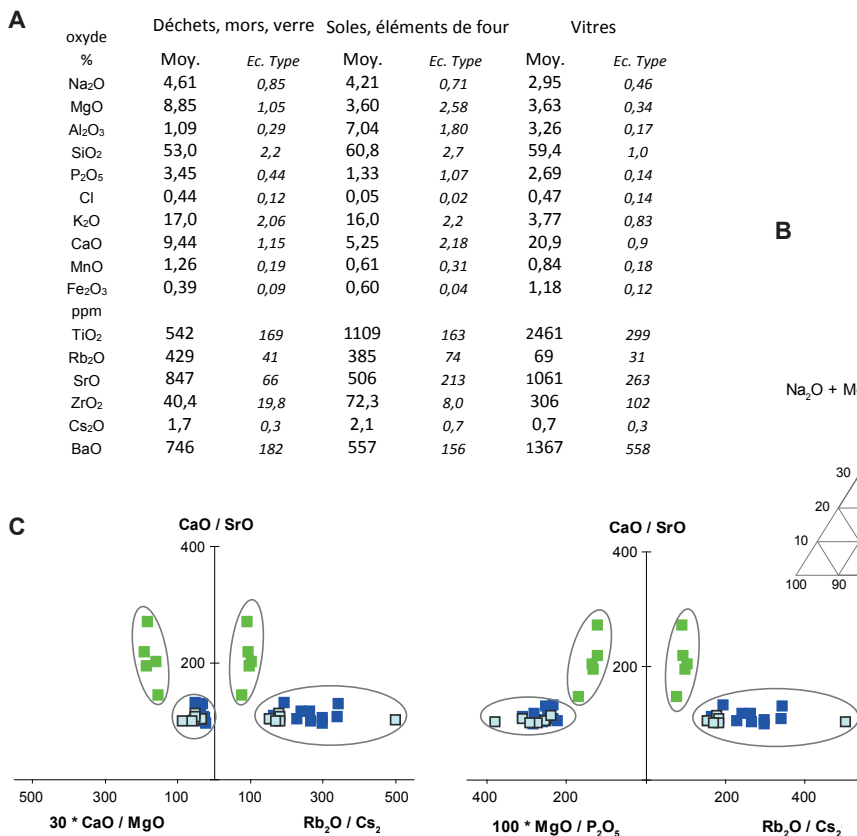 A
oxyde Déchets, mors, verre Soles, éléments de four Vitres
% Moy. Ec. Type Moy. Ec. Type Moy. Ec. Type
Na₂O 4,61 0,85 4,21 0,71 2,95 0,46
MgO 8,85 1,05 3,60 2,58 3,63 0,34
Al₂O₃ 1,09 0,29 7,04 1,80 3,26 0,17
SiO₂ 53,0 2,2 60,8 2,7 59,4 1,0
P₂O₅ 3,45 0,44 1,33 1,07 2,69 0,14
Cl 0,44 0,12 0,05 0,02 0,47 0,14
K₂O 17,0 2,06 16,0 2,2 3,77 0,83
CaO 9,44 1,15 5,25 2,18 20,9 0,9
MnO 1,26 0,19 0,61 0,31 0,84 0,18
Fe₂O₃ 0,39 0,09 0,60 0,04 1,18 0,12
ppm
TiO₂ 542 169 1109 163 2461 299
Rb₂O 429 41 385 74 69 31
SrO 847 66 506 213 1061 263
ZrO₂ 40,4 19,8 72,3 8,0 306 102
Cs₂O 1,7 0,3 2,1 0,7 0,7 0,3
BaO 746 182 557 156 1367 558
B
Na₂O + M
30
20
10
100 90
C
CaO / SrO
400
200
500 300 100 100 300 500
30 * CaO / MgO Rb₂O / Cs₂
CaO / SrO
400
200
0
400 200 0 200 400
100 * MgO / P₂O₅ Rb₂O / Cs₂